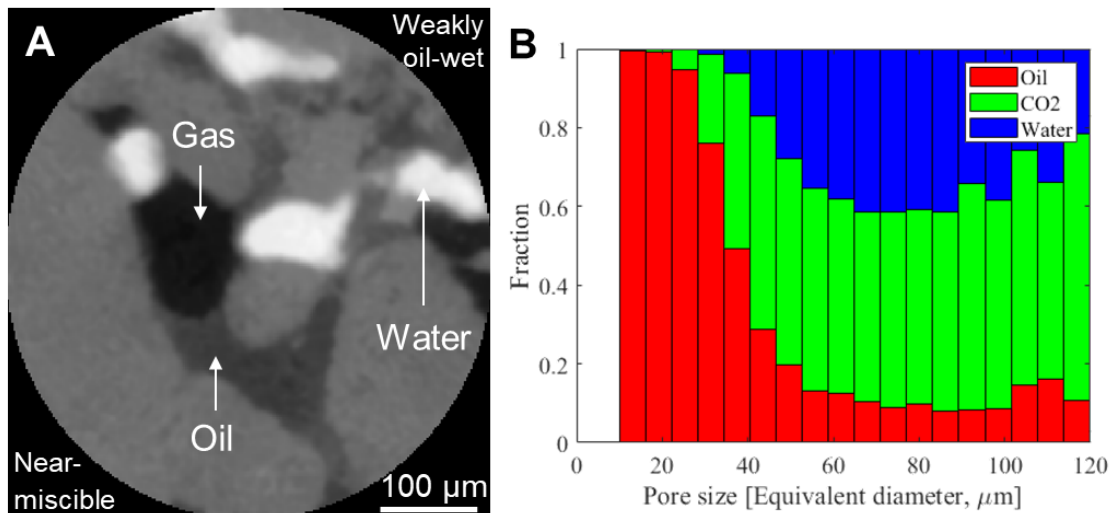 A
Weakly
oil-wet
Gas
Water
Oil
Near-
miscible
100 μm
B
Oil
CO2
Water
Fraction
1
0.8
0.6
0.4
0.2
0
0
20
40
60
80
100
120
Pore size [Equivalent diameter, μm]